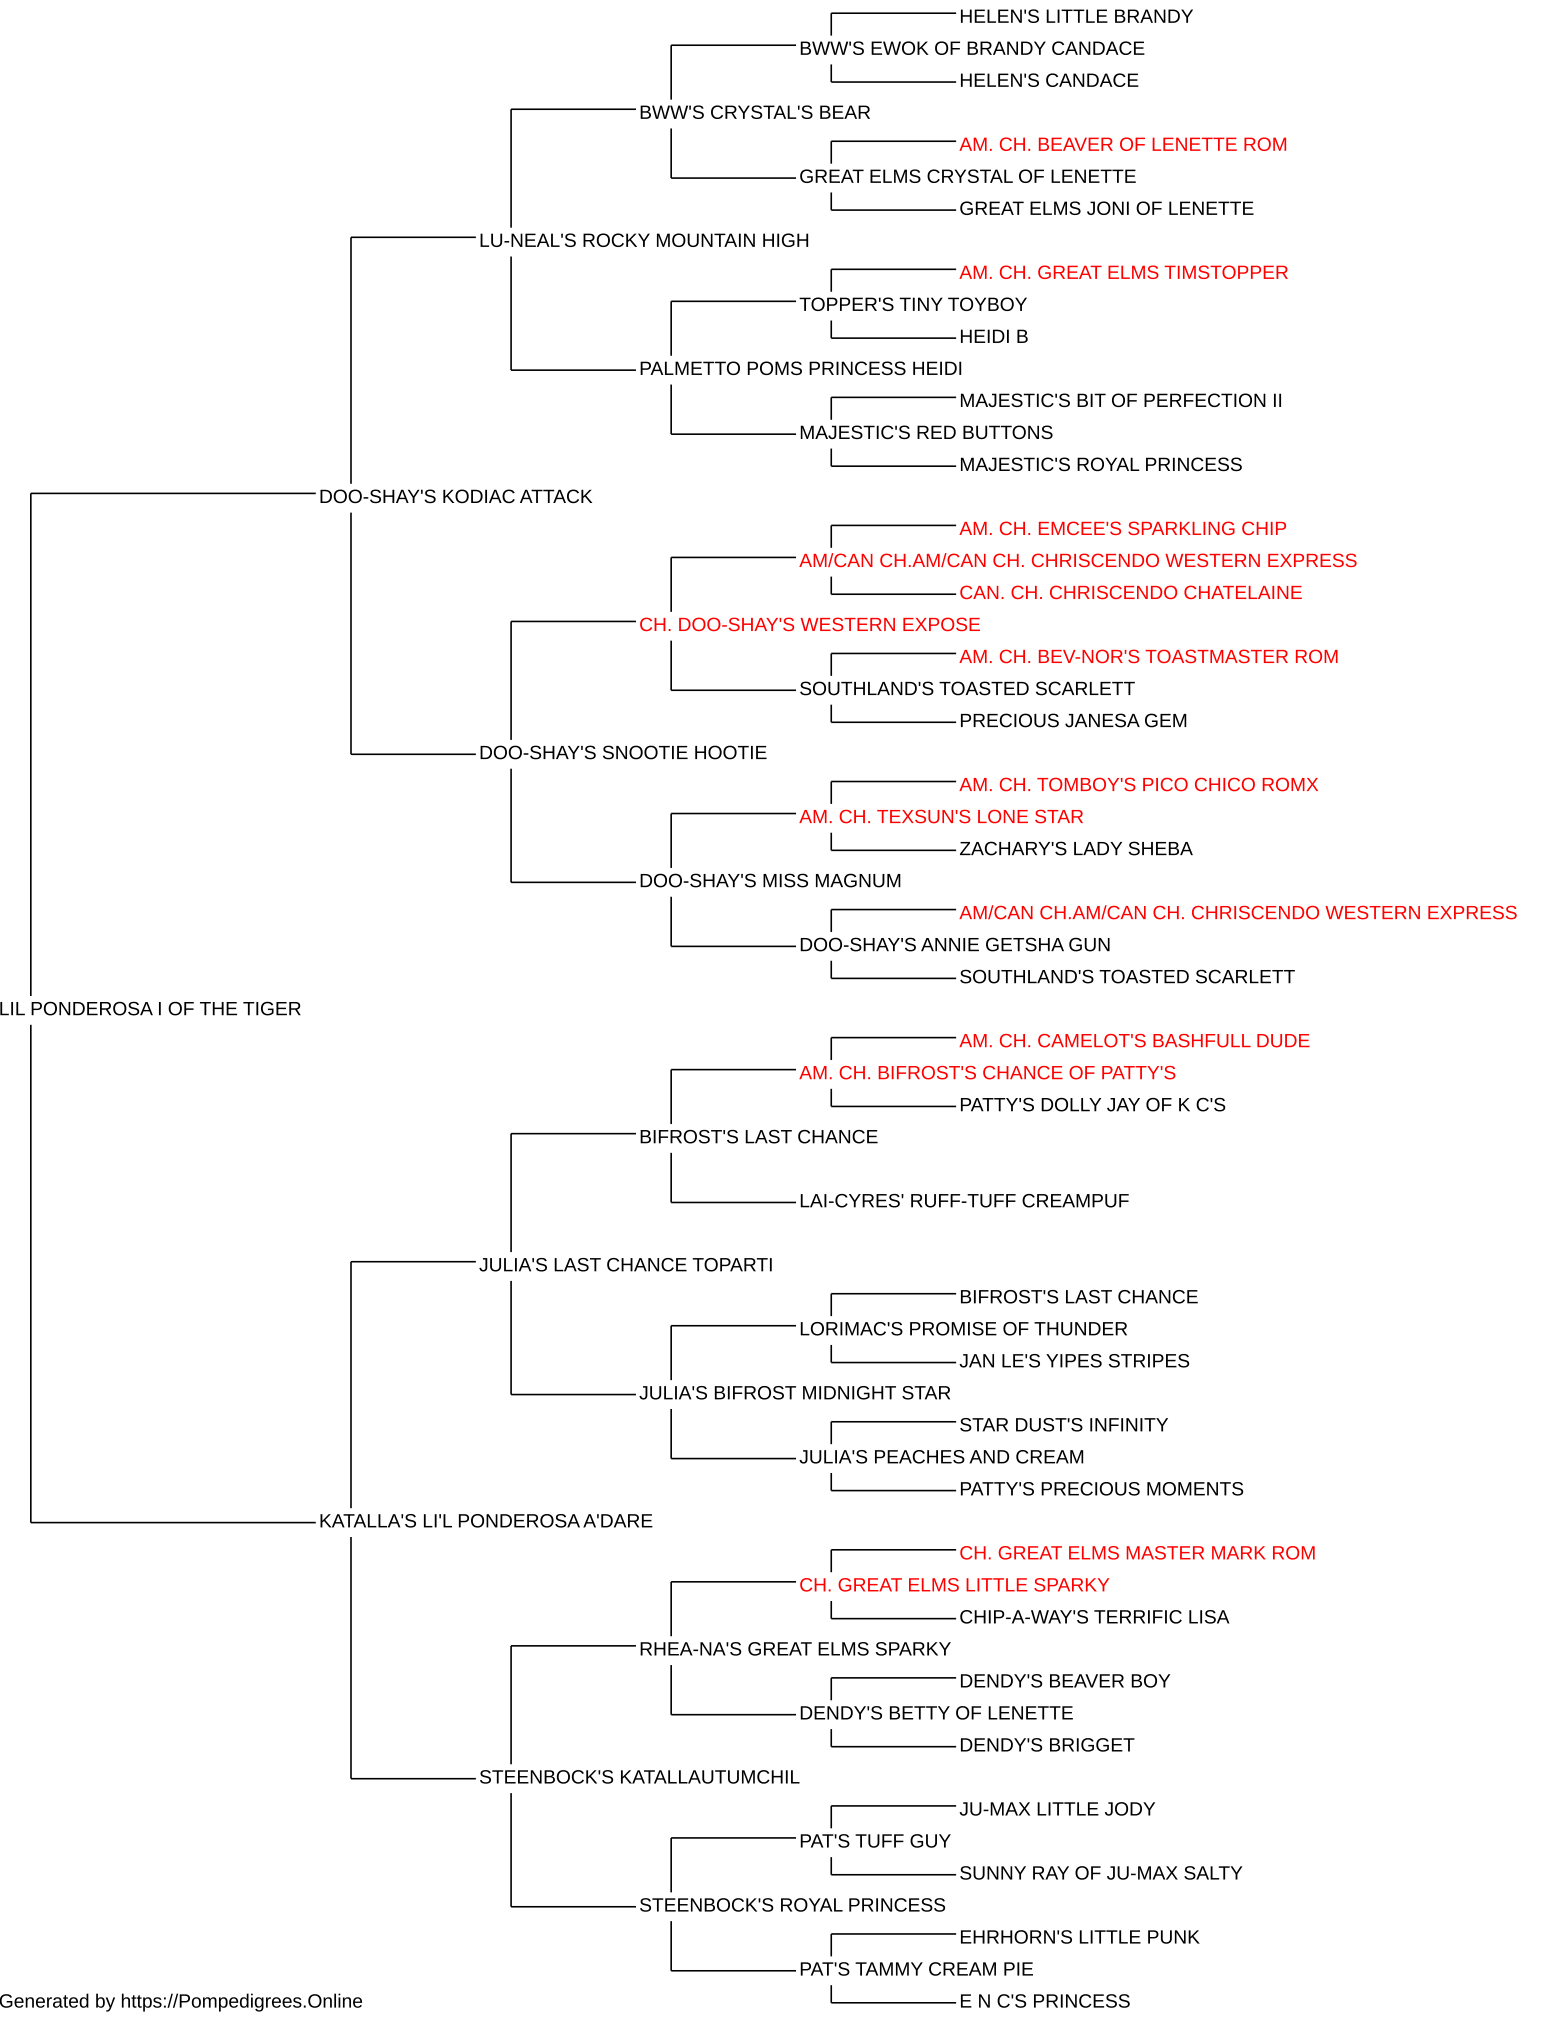 HELEN'S LITTLE BRANDY
BWW'S EWOK OF BRANDY CANDACE
HELEN'S CANDACE
BWW'S CRYSTAL'S BEAR
AM. CH. BEAVER OF LENETTE ROM
GREAT ELMS CRYSTAL OF LENETTE
GREAT ELMS JONI OF LENETTE
LU-NEAL'S ROCKY MOUNTAIN HIGH
AM. CH. GREAT ELMS TIMSTOPPER
TOPPER'S TINY TOYBOY
HEIDI B
PALMETTO POMS PRINCESS HEIDI
MAJESTIC'S BIT OF PERFECTION II
MAJESTIC'S RED BUTTONS
MAJESTIC'S ROYAL PRINCESS
DOO-SHAY'S KODIAC ATTACK
AM. CH. EMCEE'S SPARKLING CHIP
AM/CAN CH.AM/CAN CH. CHRISCENDO WESTERN EXPRESS
CAN. CH. CHRISCENDO CHATELAINE
CH. DOO-SHAY'S WESTERN EXPOSE
AM. CH. BEV-NOR'S TOASTMASTER ROM
SOUTHLAND'S TOASTED SCARLETT
PRECIOUS JANESA GEM
DOO-SHAY'S SNOOTIE HOOTIE
AM. CH. TOMBOY'S PICO CHICO ROMX
AM. CH. TEXSUN'S LONE STAR
ZACHARY'S LADY SHEBA
DOO-SHAY'S MISS MAGNUM
AM/CAN CH.AM/CAN CH. CHRISCENDO WESTERN EXPRESS
DOO-SHAY'S ANNIE GETSHA GUN
SOUTHLAND'S TOASTED SCARLETT
LIL PONDEROSA I OF THE TIGER
AM. CH. CAMELOT'S BASHFULL DUDE
AM. CH. BIFROST'S CHANCE OF PATTY'S
PATTY'S DOLLY JAY OF K C'S
BIFROST'S LAST CHANCE
LAI-CYRES' RUFF-TUFF CREAMPUF
JULIA'S LAST CHANCE TOPARTI
BIFROST'S LAST CHANCE
LORIMAC'S PROMISE OF THUNDER
JAN LE'S YIPES STRIPES
JULIA'S BIFROST MIDNIGHT STAR
STAR DUST'S INFINITY
JULIA'S PEACHES AND CREAM
PATTY'S PRECIOUS MOMENTS
KATALLA'S LI'L PONDEROSA A'DARE
CH. GREAT ELMS MASTER MARK ROM
CH. GREAT ELMS LITTLE SPARKY
CHIP-A-WAY'S TERRIFIC LISA
RHEA-NA'S GREAT ELMS SPARKY
DENDY'S BEAVER BOY
DENDY'S BETTY OF LENETTE
DENDY'S BRIGGET
STEENBOCK'S KATALLAUTUMCHIL
JU-MAX LITTLE JODY
PAT'S TUFF GUY
SUNNY RAY OF JU-MAX SALTY
STEENBOCK'S ROYAL PRINCESS
EHRHORN'S LITTLE PUNK
PAT'S TAMMY CREAM PIE
E N C'S PRINCESS
Generated by https://Pompedigrees.Online